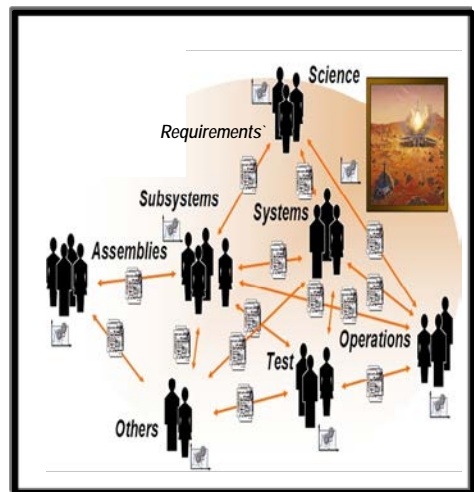 Science
Requirements`
Subsystems
Systems
Assemblies
Operations
Test
Others